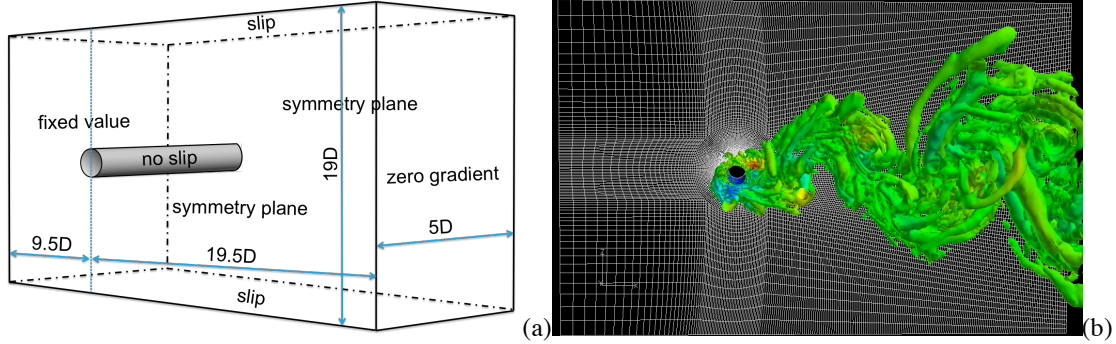 slip
symmetry plane
fixed value
no slip
19D
zero gradient
symmetry plane
5D
9.5D
19.5D
slip
(a)
Z
X
(b)